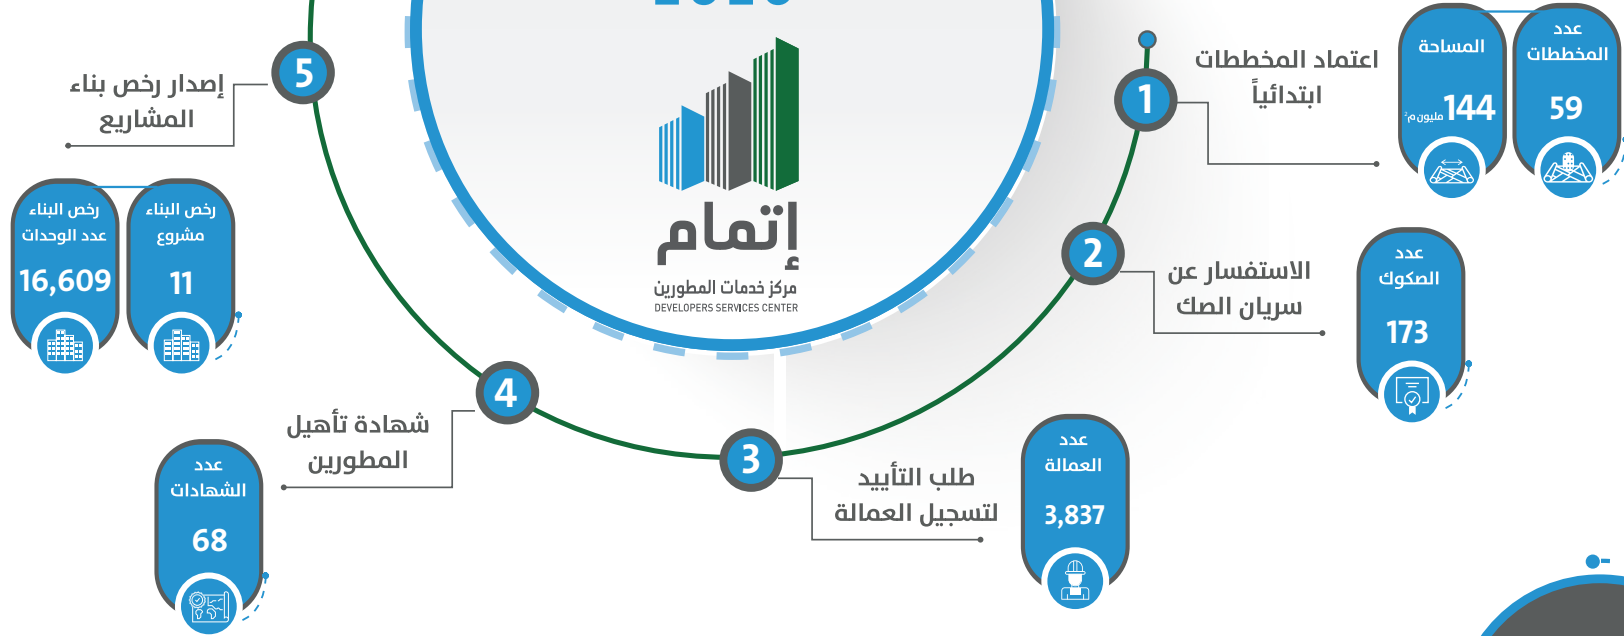 1
اعتماد المخططات
ابتدائياً
عدد
المخططات
59
المساحة
144 مليون م²
2
الاستفسار عن
سريان الصك
عدد
الصكوك
173
3
طلب التأييد
لتسجيل العمالة
عدد
العمالة
3,837
4
شهادة تأهيل
المطورين
عدد
الشهادات
68
5
إصدار رخص بناء
المشاريع
رخص البناء
مشروع
11
رخص البناء
عدد الوحدات
16,609
إتمام
مركز خدمات المطورين
DEVELOPERS SERVICES CENTER